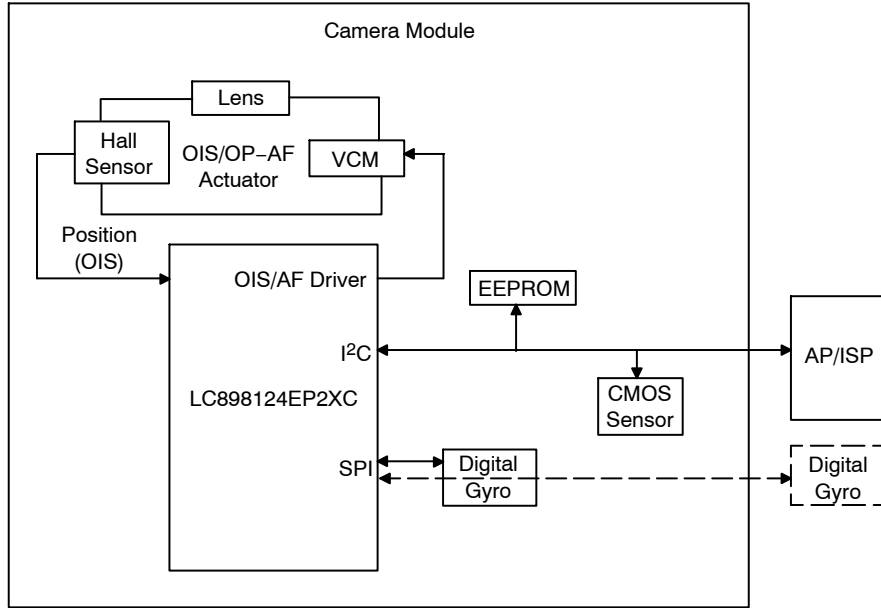 Camera Module
Lens
Hall
Sensor
OIS/OP−AF
Actuator
VCM
Position
(OIS)
OIS/AF Driver
EEPROM
I²C
AP/ISP
LC898124EP2XC
CMOS
Sensor
SPI
Digital
Gyro
Digital
Gyro